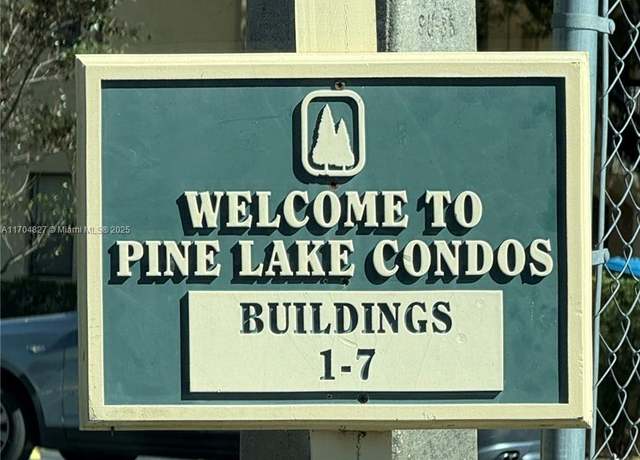 WELCOME TO
PINE LAKE CONDOS
BUILDINGS
1-7
A11704827 © Miami MLS® 2025